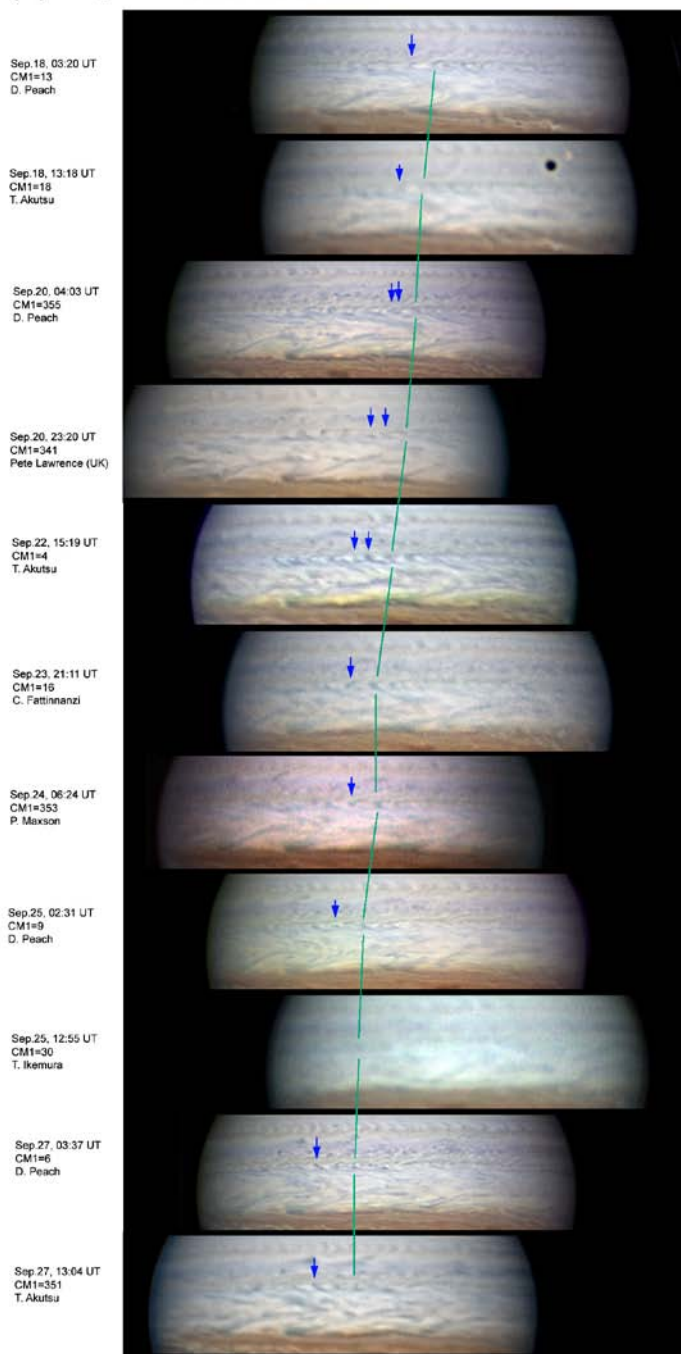 Sep.18, 03:20 UT
CM1=13
D. Peach
Sep.18, 13:18 UT
CM1=18
T. Akutsu
Sep.20, 04:03 UT
CM1=355
D. Peach
Sep.20, 23:20 UT
CM1=341
Pete Lawrence (UK)
Sep.22, 15:19 UT
CM1=4
T. Akutsu
Sep.23, 21:11 UT
CM1=16
C. Fattinnanzi
Sep.24, 06:24 UT
CM1=353
P. Maxson
Sep.25, 02:31 UT
CM1=9
D. Peach
Sep.25, 12:55 UT
CM1=30
T. Ikemura
Sep.27, 03:37 UT
CM1=6
D. Peach
Sep.27, 13:04 UT
CM1=351
T. Akutsu